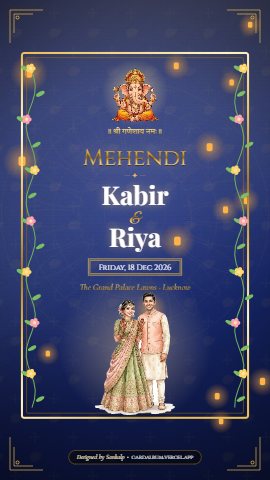 ॥ श्री गणेशाय नमः ॥
MEHENDI
Kabir
&
Riya
FRIDAY, 18 DEC 2026
The Grand Palace Lawns - Lucknow
Designed by Sankalp • CARDALBUM.VERCEL.APP